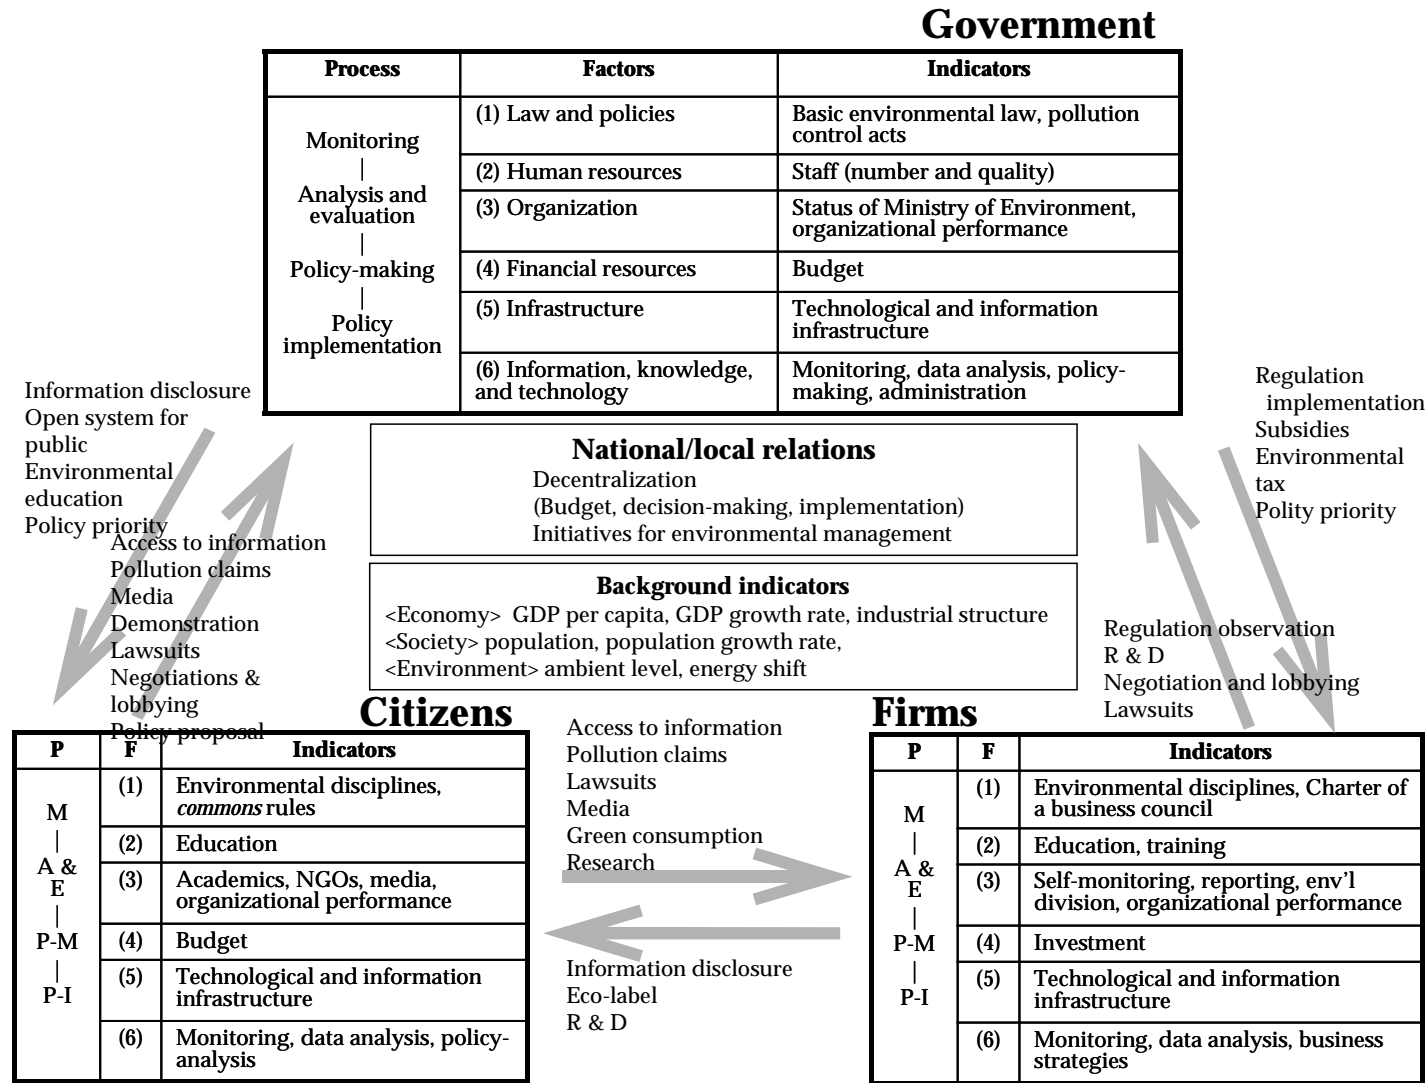 Government
Process Factors Indicators
Monitoring
|
Analysis and
evaluation
|
Policy-making
|
Policy
implementation
(1) Law and policies
Basic environmental law, pollution
control acts
(2) Human resources
Staff (number and quality)
(3) Organization
Status of Ministry of Environment,
organizational performance
(4) Financial resources
Budget
(5) Infrastructure
Technological and information
infrastructure
(6) Information, knowledge,
and technology
Monitoring, data analysis, policy-
making, administration
Information disclosure
Open system for
public
Environmental
education
Policy priority
Access to information
Pollution claims
Media
Demonstration
Lawsuits
Negotiations &
lobbying
Policy proposal
National/local relations
Decentralization
(Budget, decision-making, implementation)
Initiatives for environmental management
Background indicators
<Economy> GDP per capita, GDP growth rate, industrial structure
<Society> population, population growth rate,
<Environment> ambient level, energy shift
Regulation
implementation
Subsidies
Environmental
tax
Polity priority
Regulation observation
R & D
Negotiation and lobbying
Lawsuits
Citizens
P F Indicators
M
|
A &
E
|
P-M
|
P-I
(1) Environmental disciplines,
commons rules
(2) Education
(3) Academics, NGOs, media,
organizational performance
(4) Budget
(5) Technological and information
infrastructure
(6) Monitoring, data analysis, policy-
analysis
Access to information
Pollution claims
Lawsuits
Media
Green consumption
Research
Information disclosure
Eco-label
R & D
Firms
P F Indicators
M
|
A &
E
|
P-M
|
P-I
(1) Environmental disciplines, Charter of
a business council
(2) Education, training
(3) Self-monitoring, reporting, env’l
division, organizational performance
(4) Investment
(5) Technological and information
infrastructure
(6) Monitoring, data analysis, business
strategies